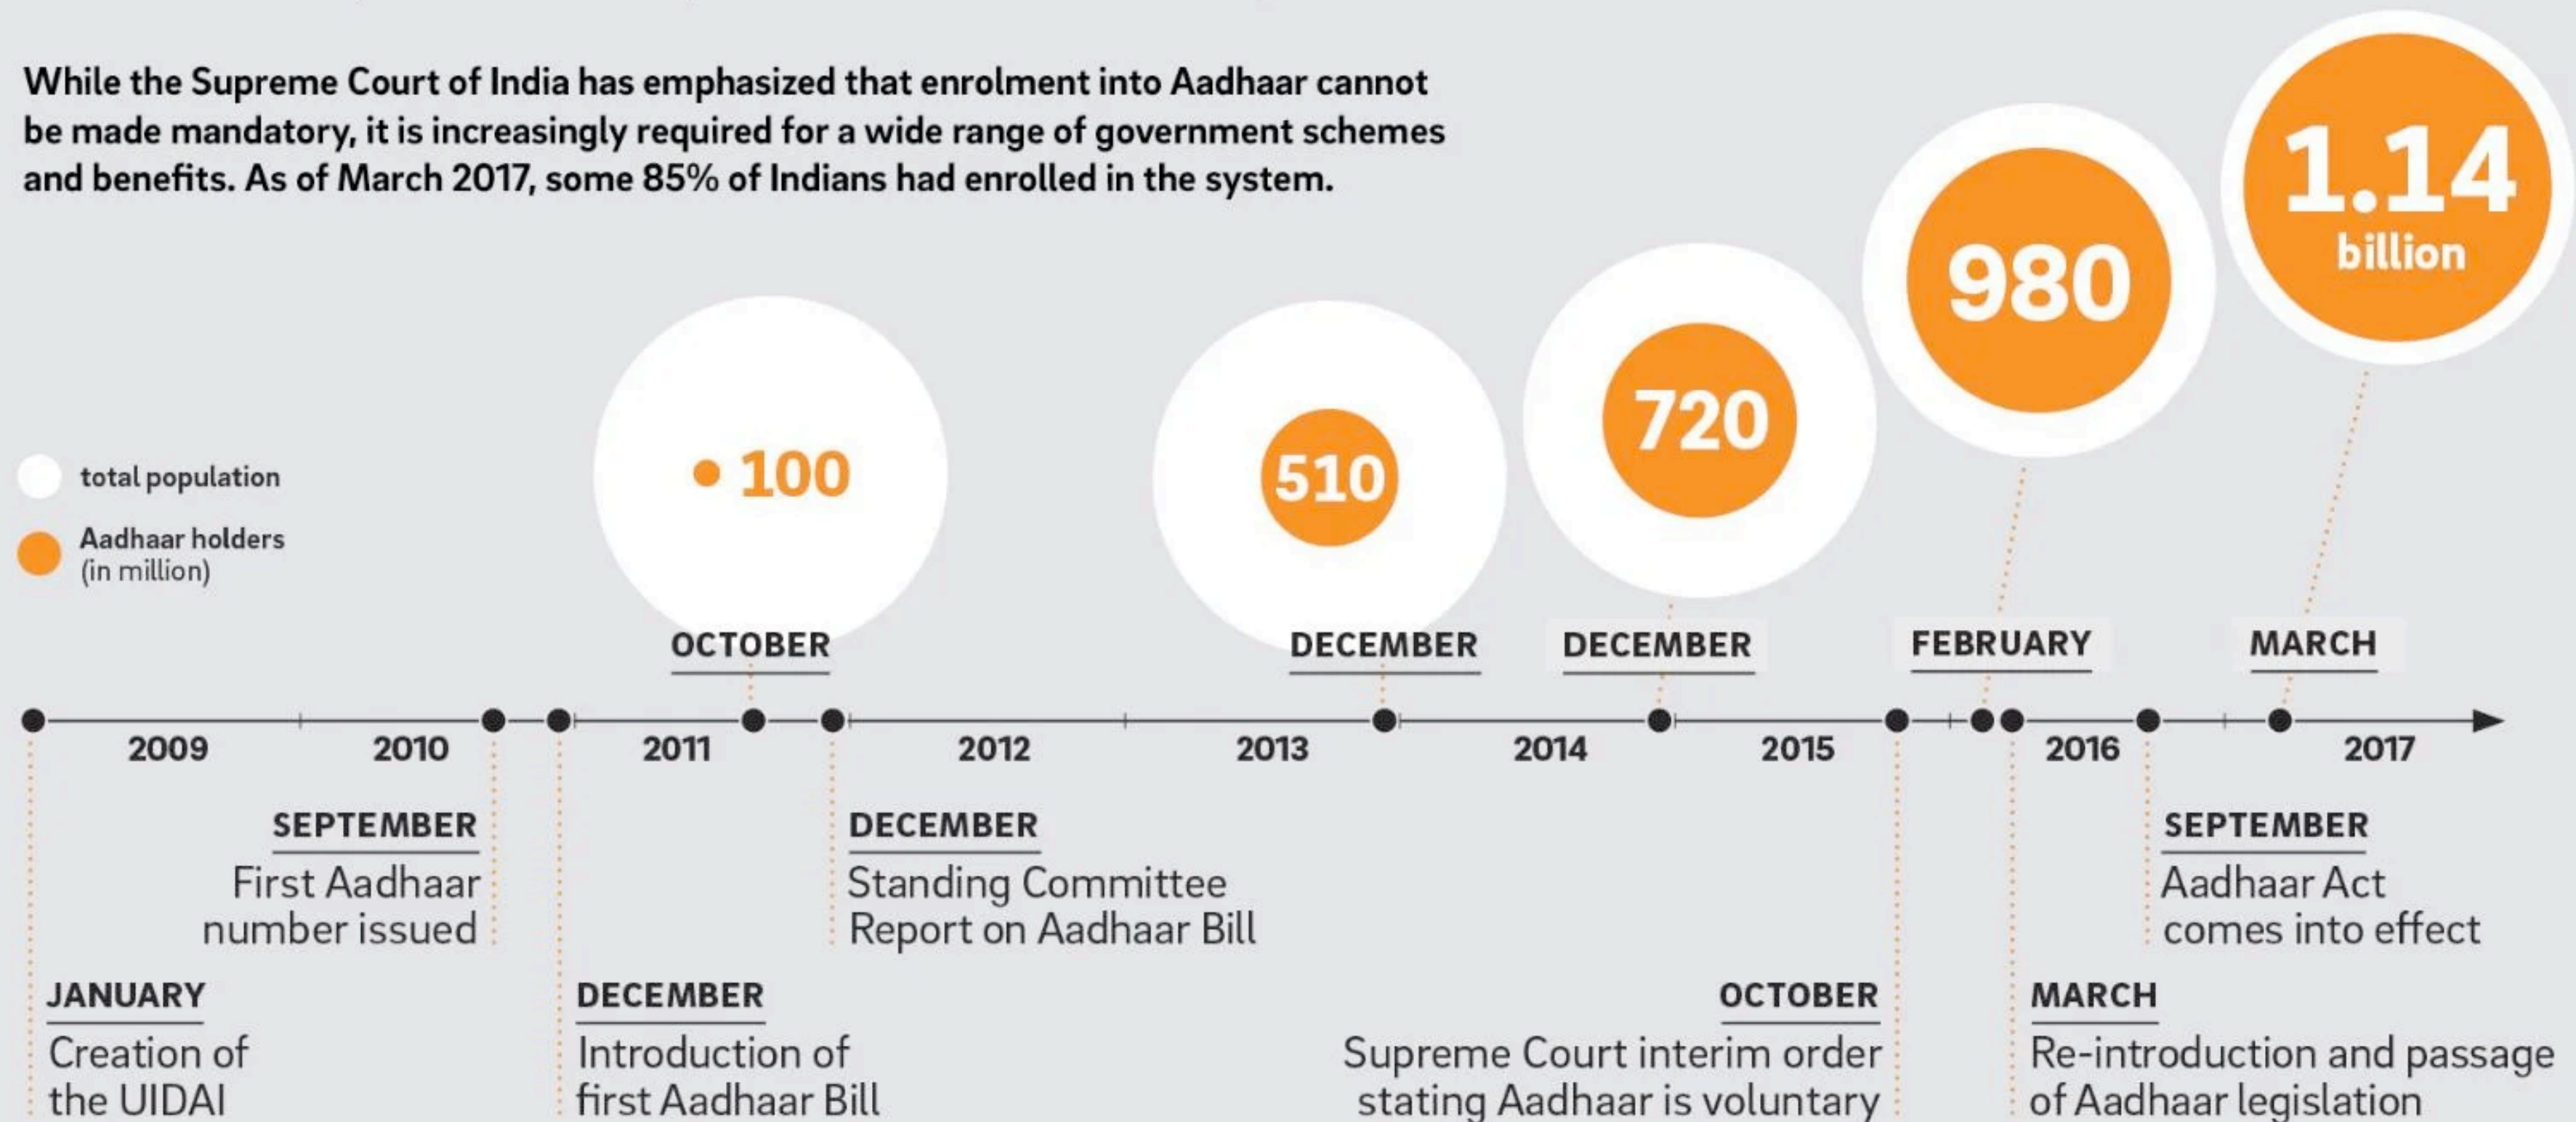 While the Supreme Court of India has emphasized that enrolment into Aadhaar cannot
be made mandatory, it is increasingly required for a wide range of government schemes
and benefits. As of March 2017, some 85% of Indians had enrolled in the system.
total population
Aadhaar holders
(in million)
100
510
720
980
1.14
billion
OCTOBER
DECEMBER
DECEMBER
FEBRUARY
MARCH
2009
2010
2011
2012
2013
2014
2015
2016
2017
SEPTEMBER
First Aadhaar
number issued
DECEMBER
Standing Committee
Report on Aadhaar Bill
SEPTEMBER
Aadhaar Act
comes into effect
JANUARY
Creation of
the UIDAI
DECEMBER
Introduction of
first Aadhaar Bill
OCTOBER
Supreme Court interim order
stating Aadhaar is voluntary
MARCH
Re-introduction and passage
of Aadhaar legislation